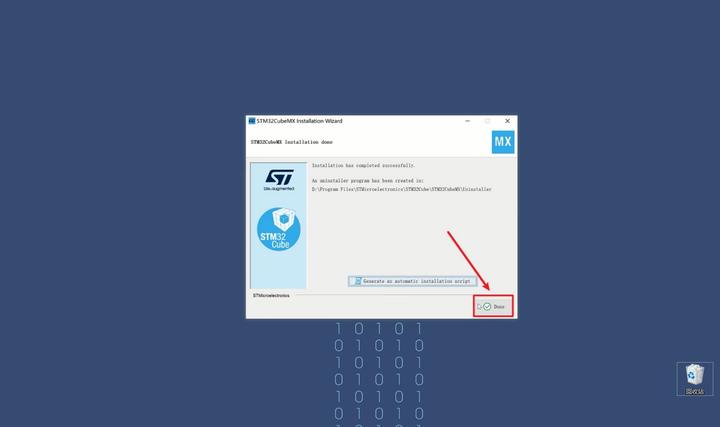 STM32CubeMX Installation Wizard
STM32CubeMX Installation done
MX
Installation has completed successfully.
An uninstaller program has been created in:
D:\Program Files\STMicroelectronics\STM32Cube\STM32CubeMX\Uninstaller
ST
life.augmented
STM32
Cube
Generate an automatic installation script
STMicroelectronics
Done
1 0 1 0 1
0 1 0 1 0
1 0 1 0 1
0 1 0 1 0
1 0 1 0 1
0 1 0 1 0
回收站